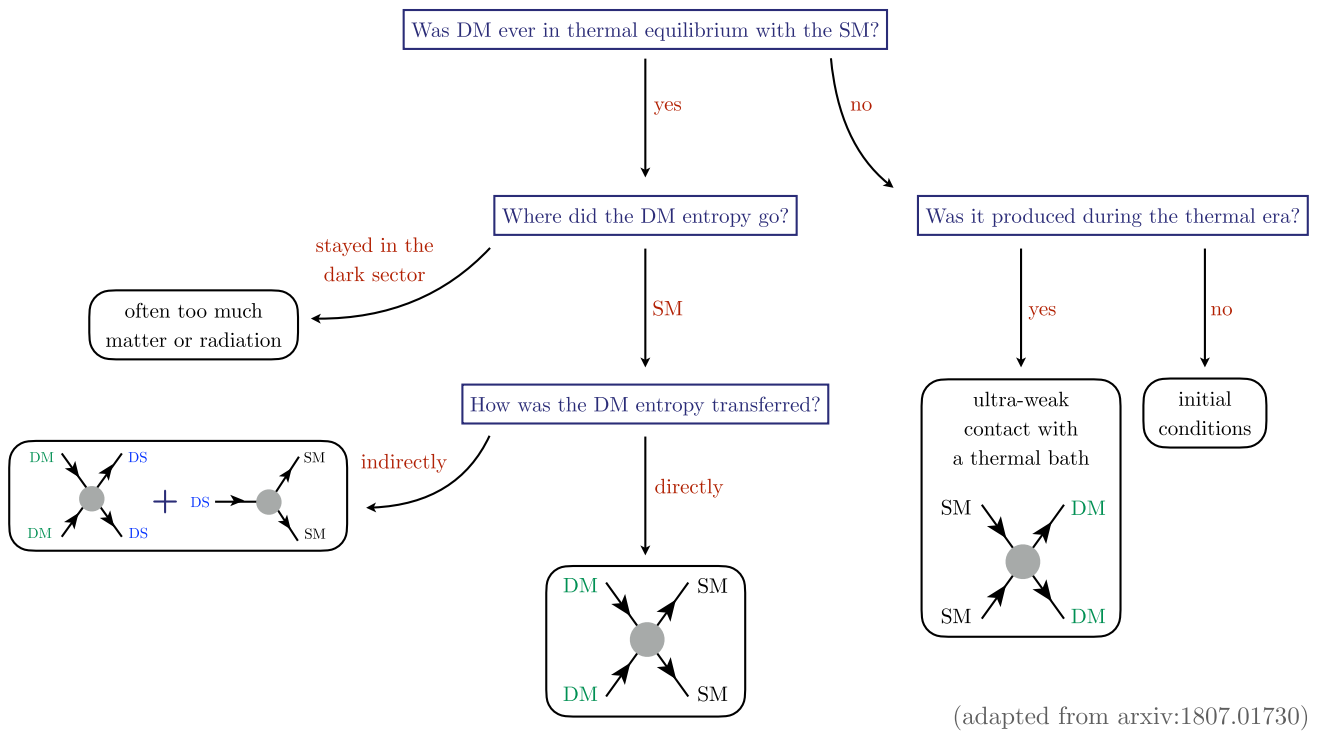 Was DM ever in thermal equilibrium with the SM?
yes
no
Where did the DM entropy go?
Was it produced during the thermal era?
stayed in the
dark sector
often too much
matter or radiation
SM
yes
no
How was the DM entropy transferred?
ultra-weak
contact with
a thermal bath
initial
conditions
indirectly
directly
DM
DS
DM
DS
+
DS
SM
SM
SM
DM
SM
DM
DM
SM
DM
SM
(adapted from arxiv:1807.01730)